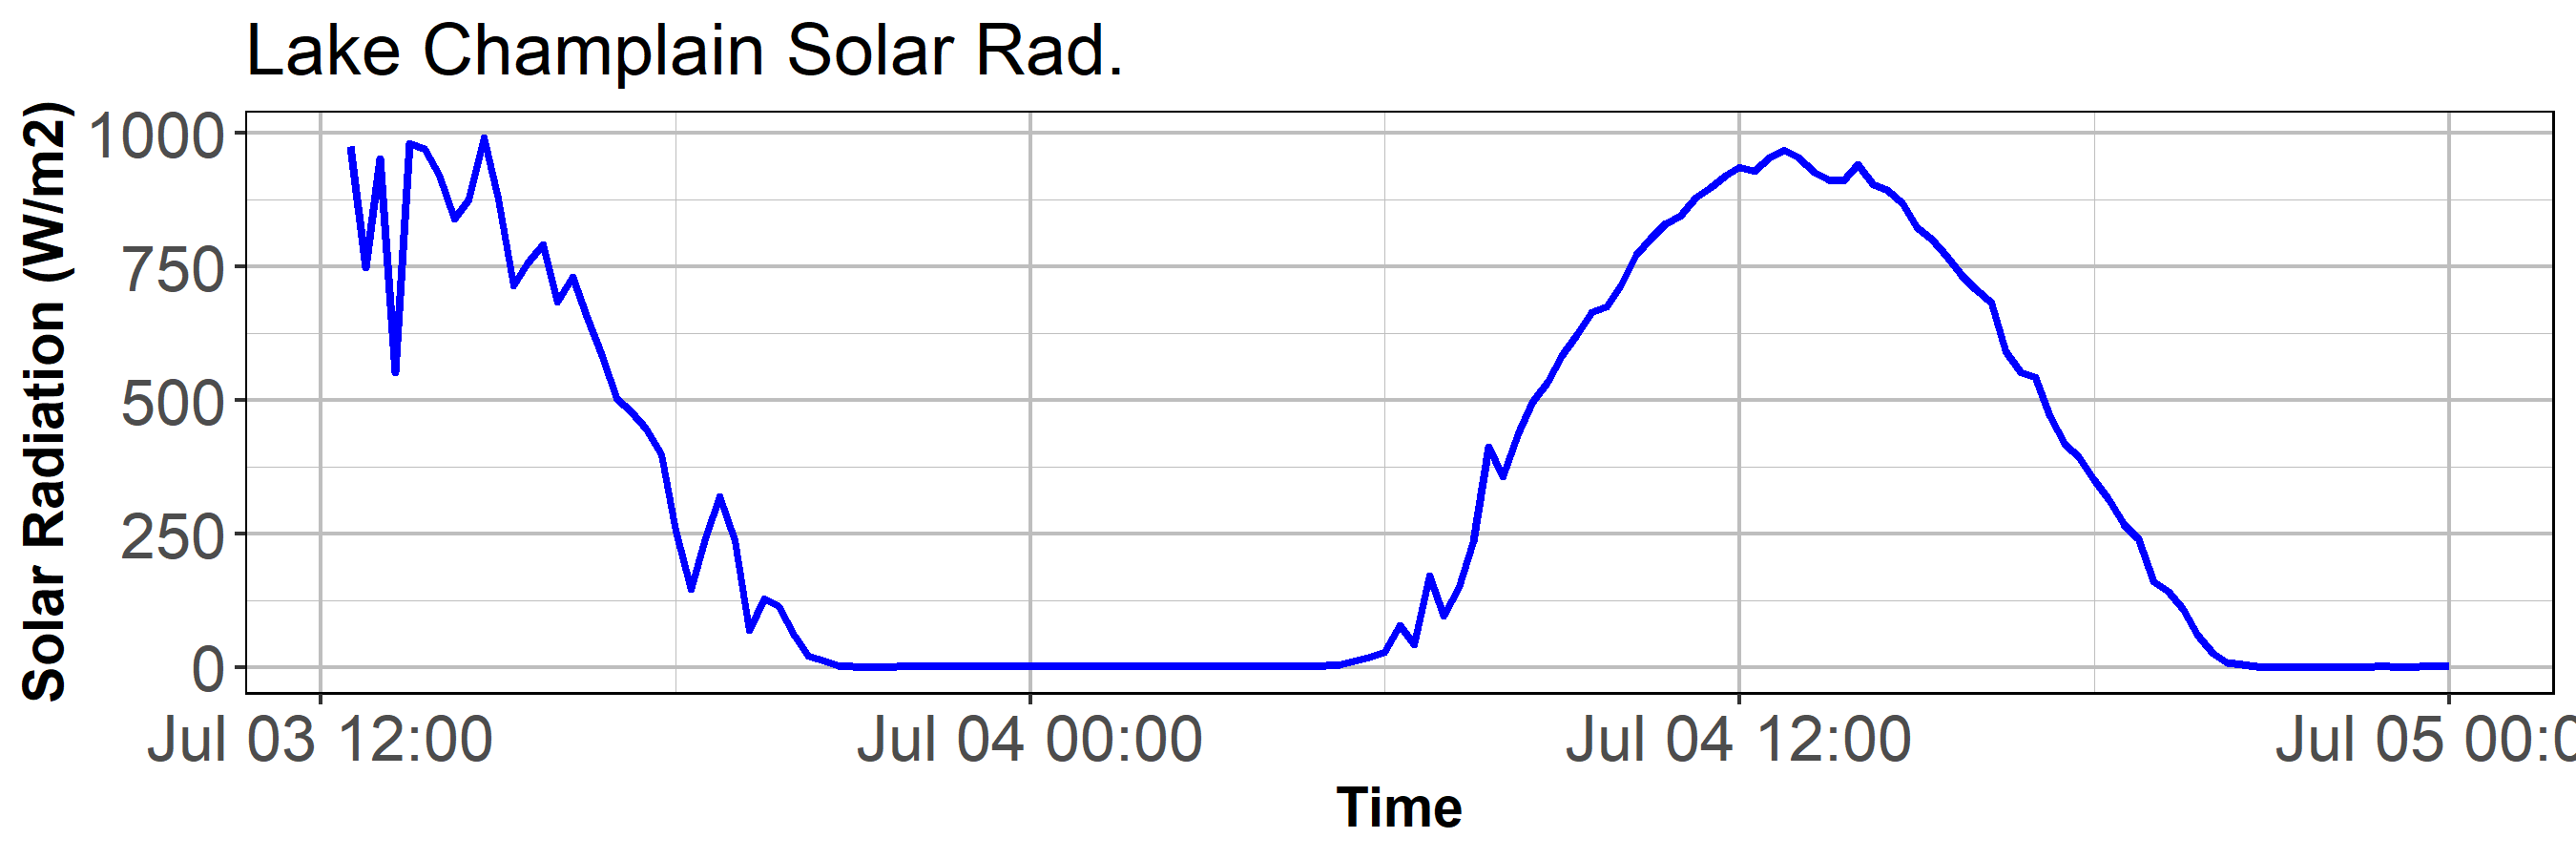 Lake Champlain Solar Rad.
Solar Radiation (W/m2)
1000
750
500
250
0
Jul 03 12:00 Jul 04 00:00 Jul 04 12:00 Jul 05 00:0
Time